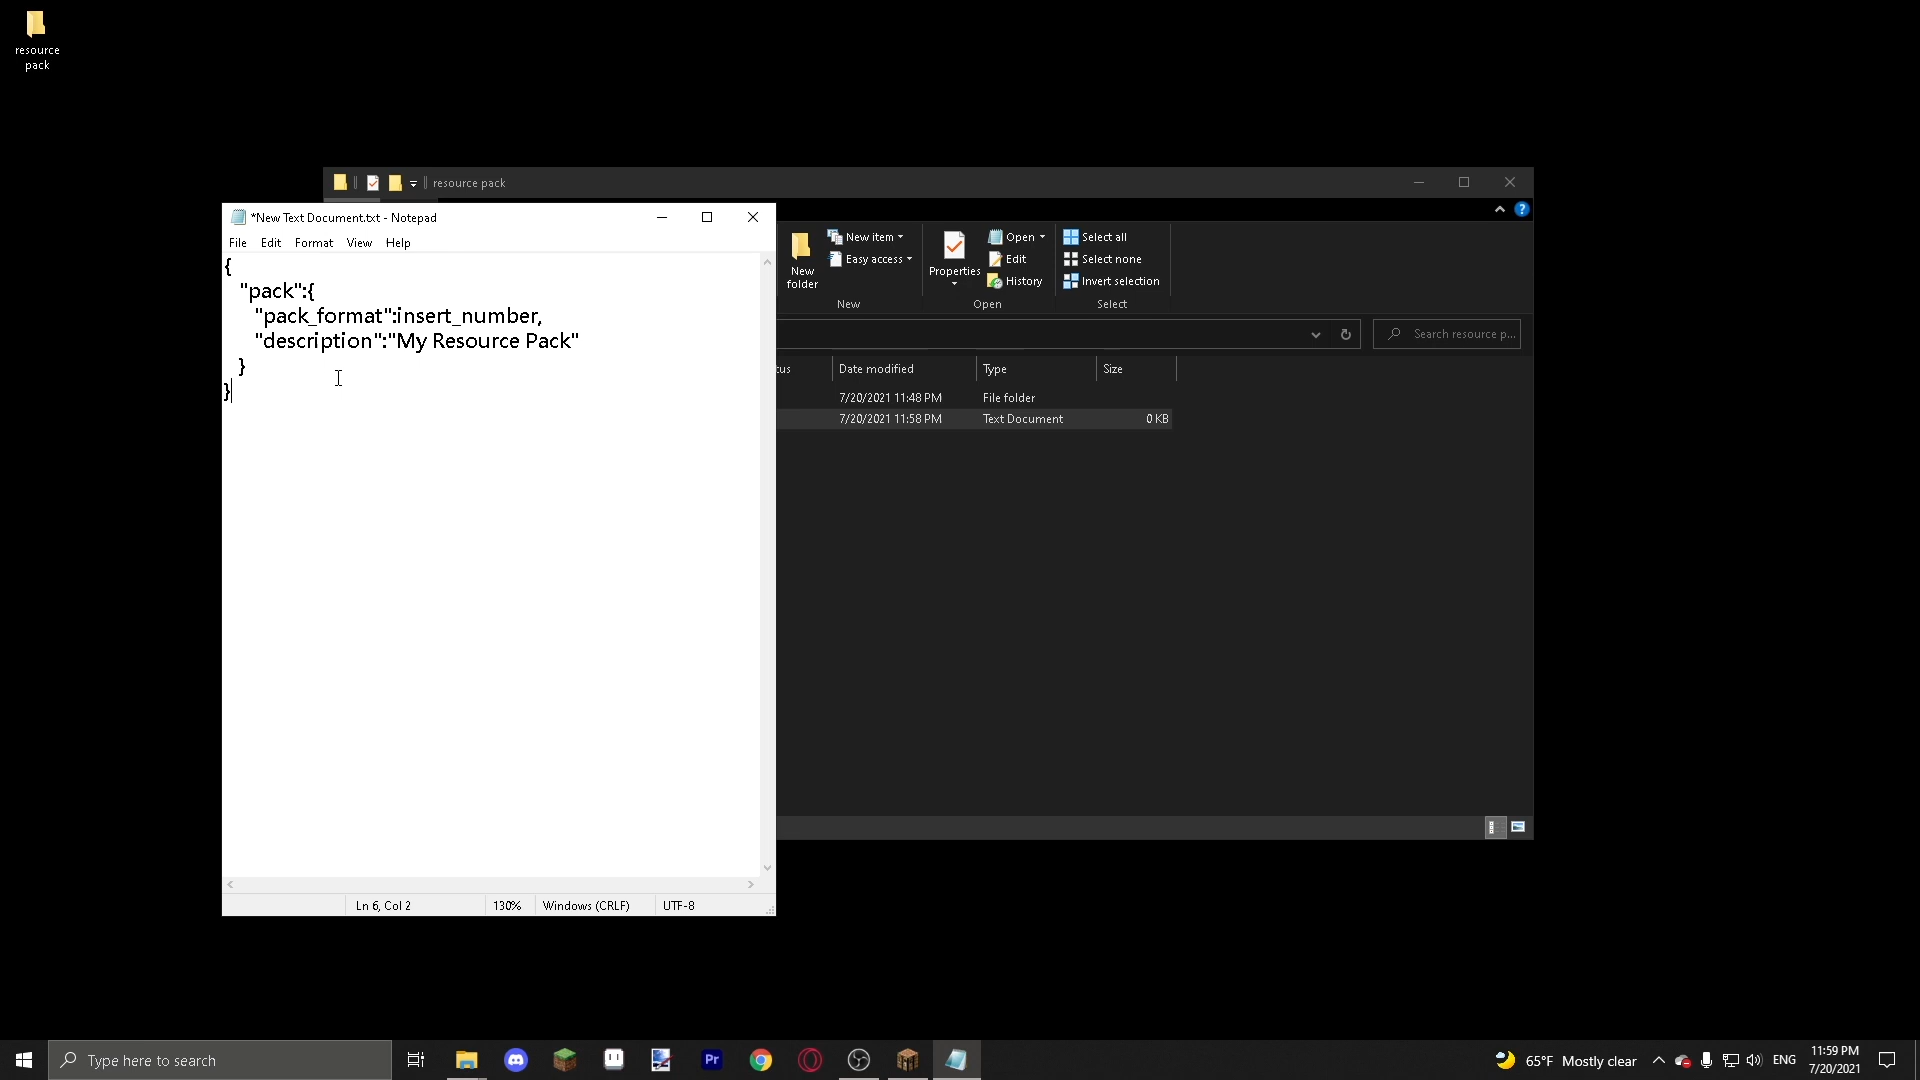 resource
pack
resource pack
*New Text Document.txt - Notepad
File Edit Format View Help
{
"pack":{
"pack_format":insert_number,
"description":"My Resource Pack"
}
}
Ln 6, Col 2 130% Windows (CRLF) UTF-8
New
folder
New item
Easy access
New
Properties
Open
Edit
History
Open
Select all
Select none
Invert selection
Select
Search resource p...
tus Date modified Type Size
7/20/2021 11:48 PM File folder
7/20/2021 11:58 PM Text Document 0 KB
Type here to search
Pr
65°F Mostly clear
ENG
11:59 PM
7/20/2021